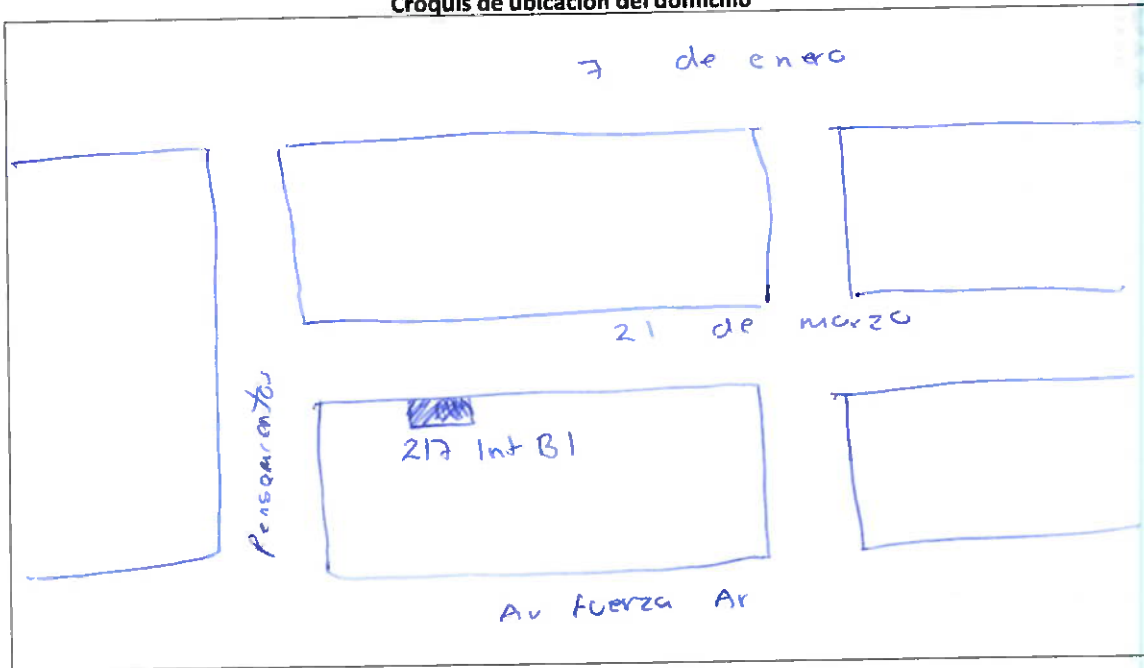 Croquis de ubicación del domicilio
7 de enero
21 de marzo
Pensamientos
217 Int B1
Av fuerza Ar